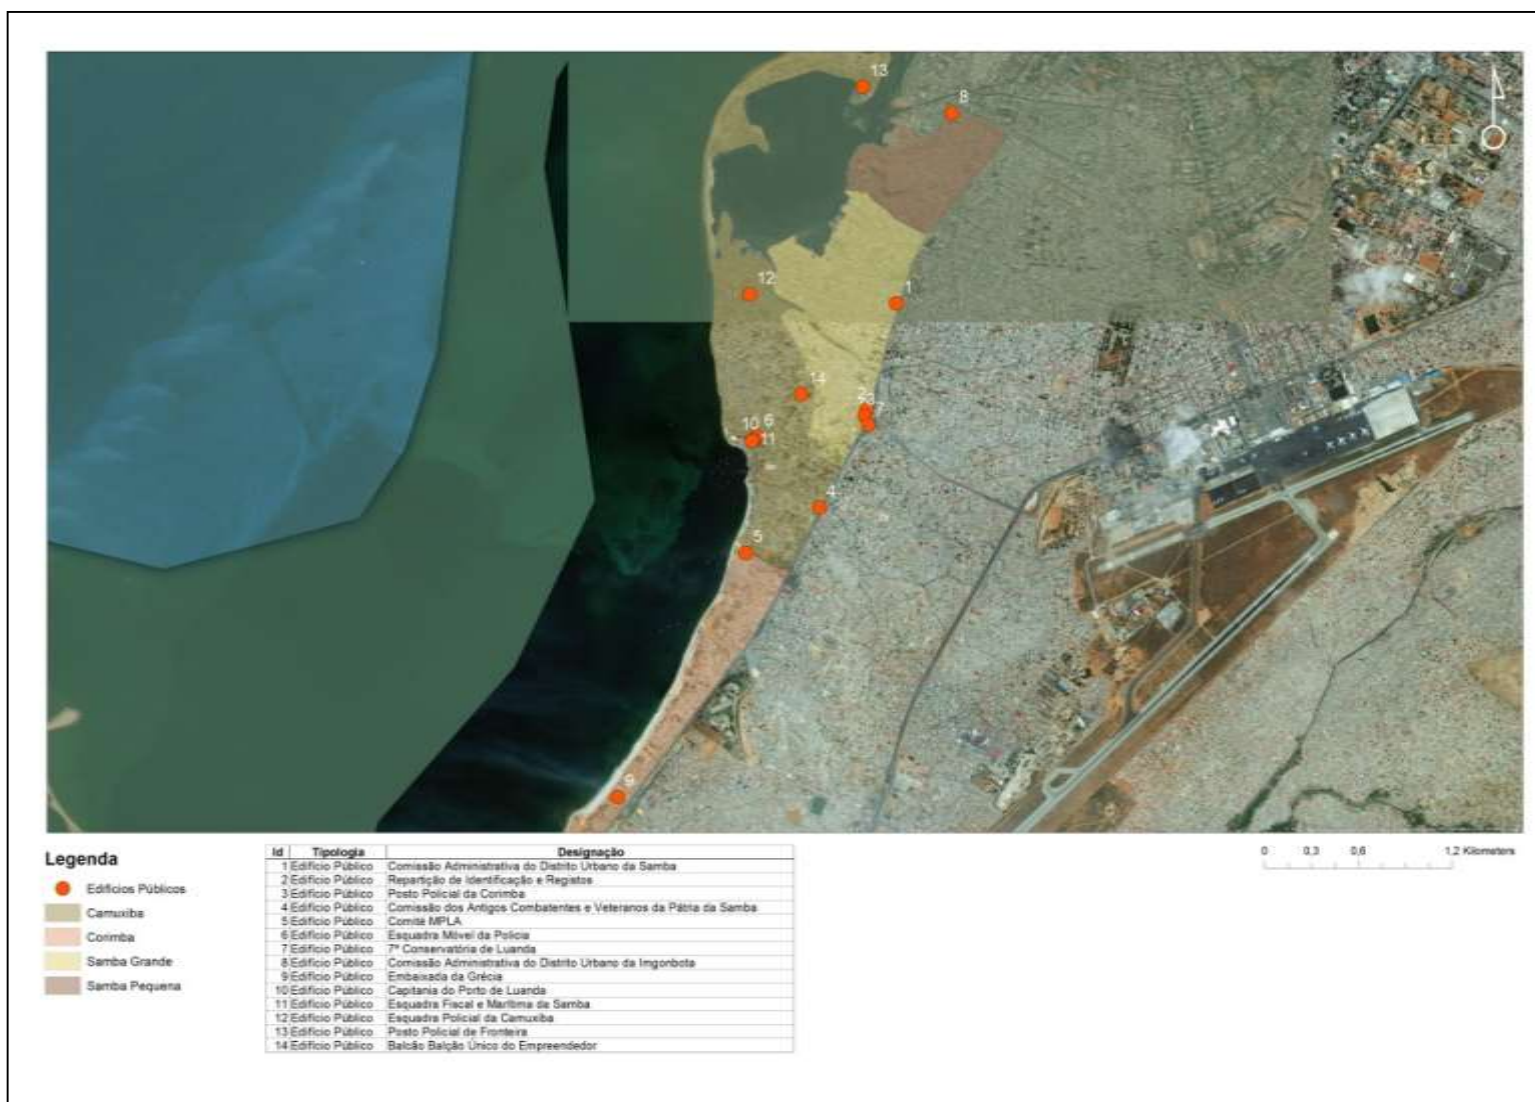 13
8
12
1
14
23
7
6
10
11
4
5
9
Legenda
Edifícios Públicos
Camuxiba
Corimba
Samba Grande
Samba Pequena
Id Tipologia Designação
1 Edifício Público Comissão Administrativa do Distrito Urbano da Samba
2 Edifício Público Repartição de Identificação e Registos
3 Edifício Público Posto Policial da Corimba
4 Edifício Público Comissão dos Antigos Combatentes e Veteranos da Pátria da Samba
5 Edifício Público Comité MPLA
6 Edifício Público Esquadra Móvel da Polícia
7 Edifício Público 7ª Conservatória de Luanda
8 Edifício Público Comissão Administrativa do Distrito Urbano da Imgonbota
9 Edifício Público Embaixada da Grécia
10 Edifício Público Capitania do Porto de Luanda
11 Edifício Público Esquadra Fiscal e Marítima da Samba
12 Edifício Público Esquadra Policial da Camuxiba
13 Edifício Público Posto Policial de Fronteira
14 Edifício Público Balcão Balção Único do Empreendedor
0 0,3 0,6 1,2 Kilometers